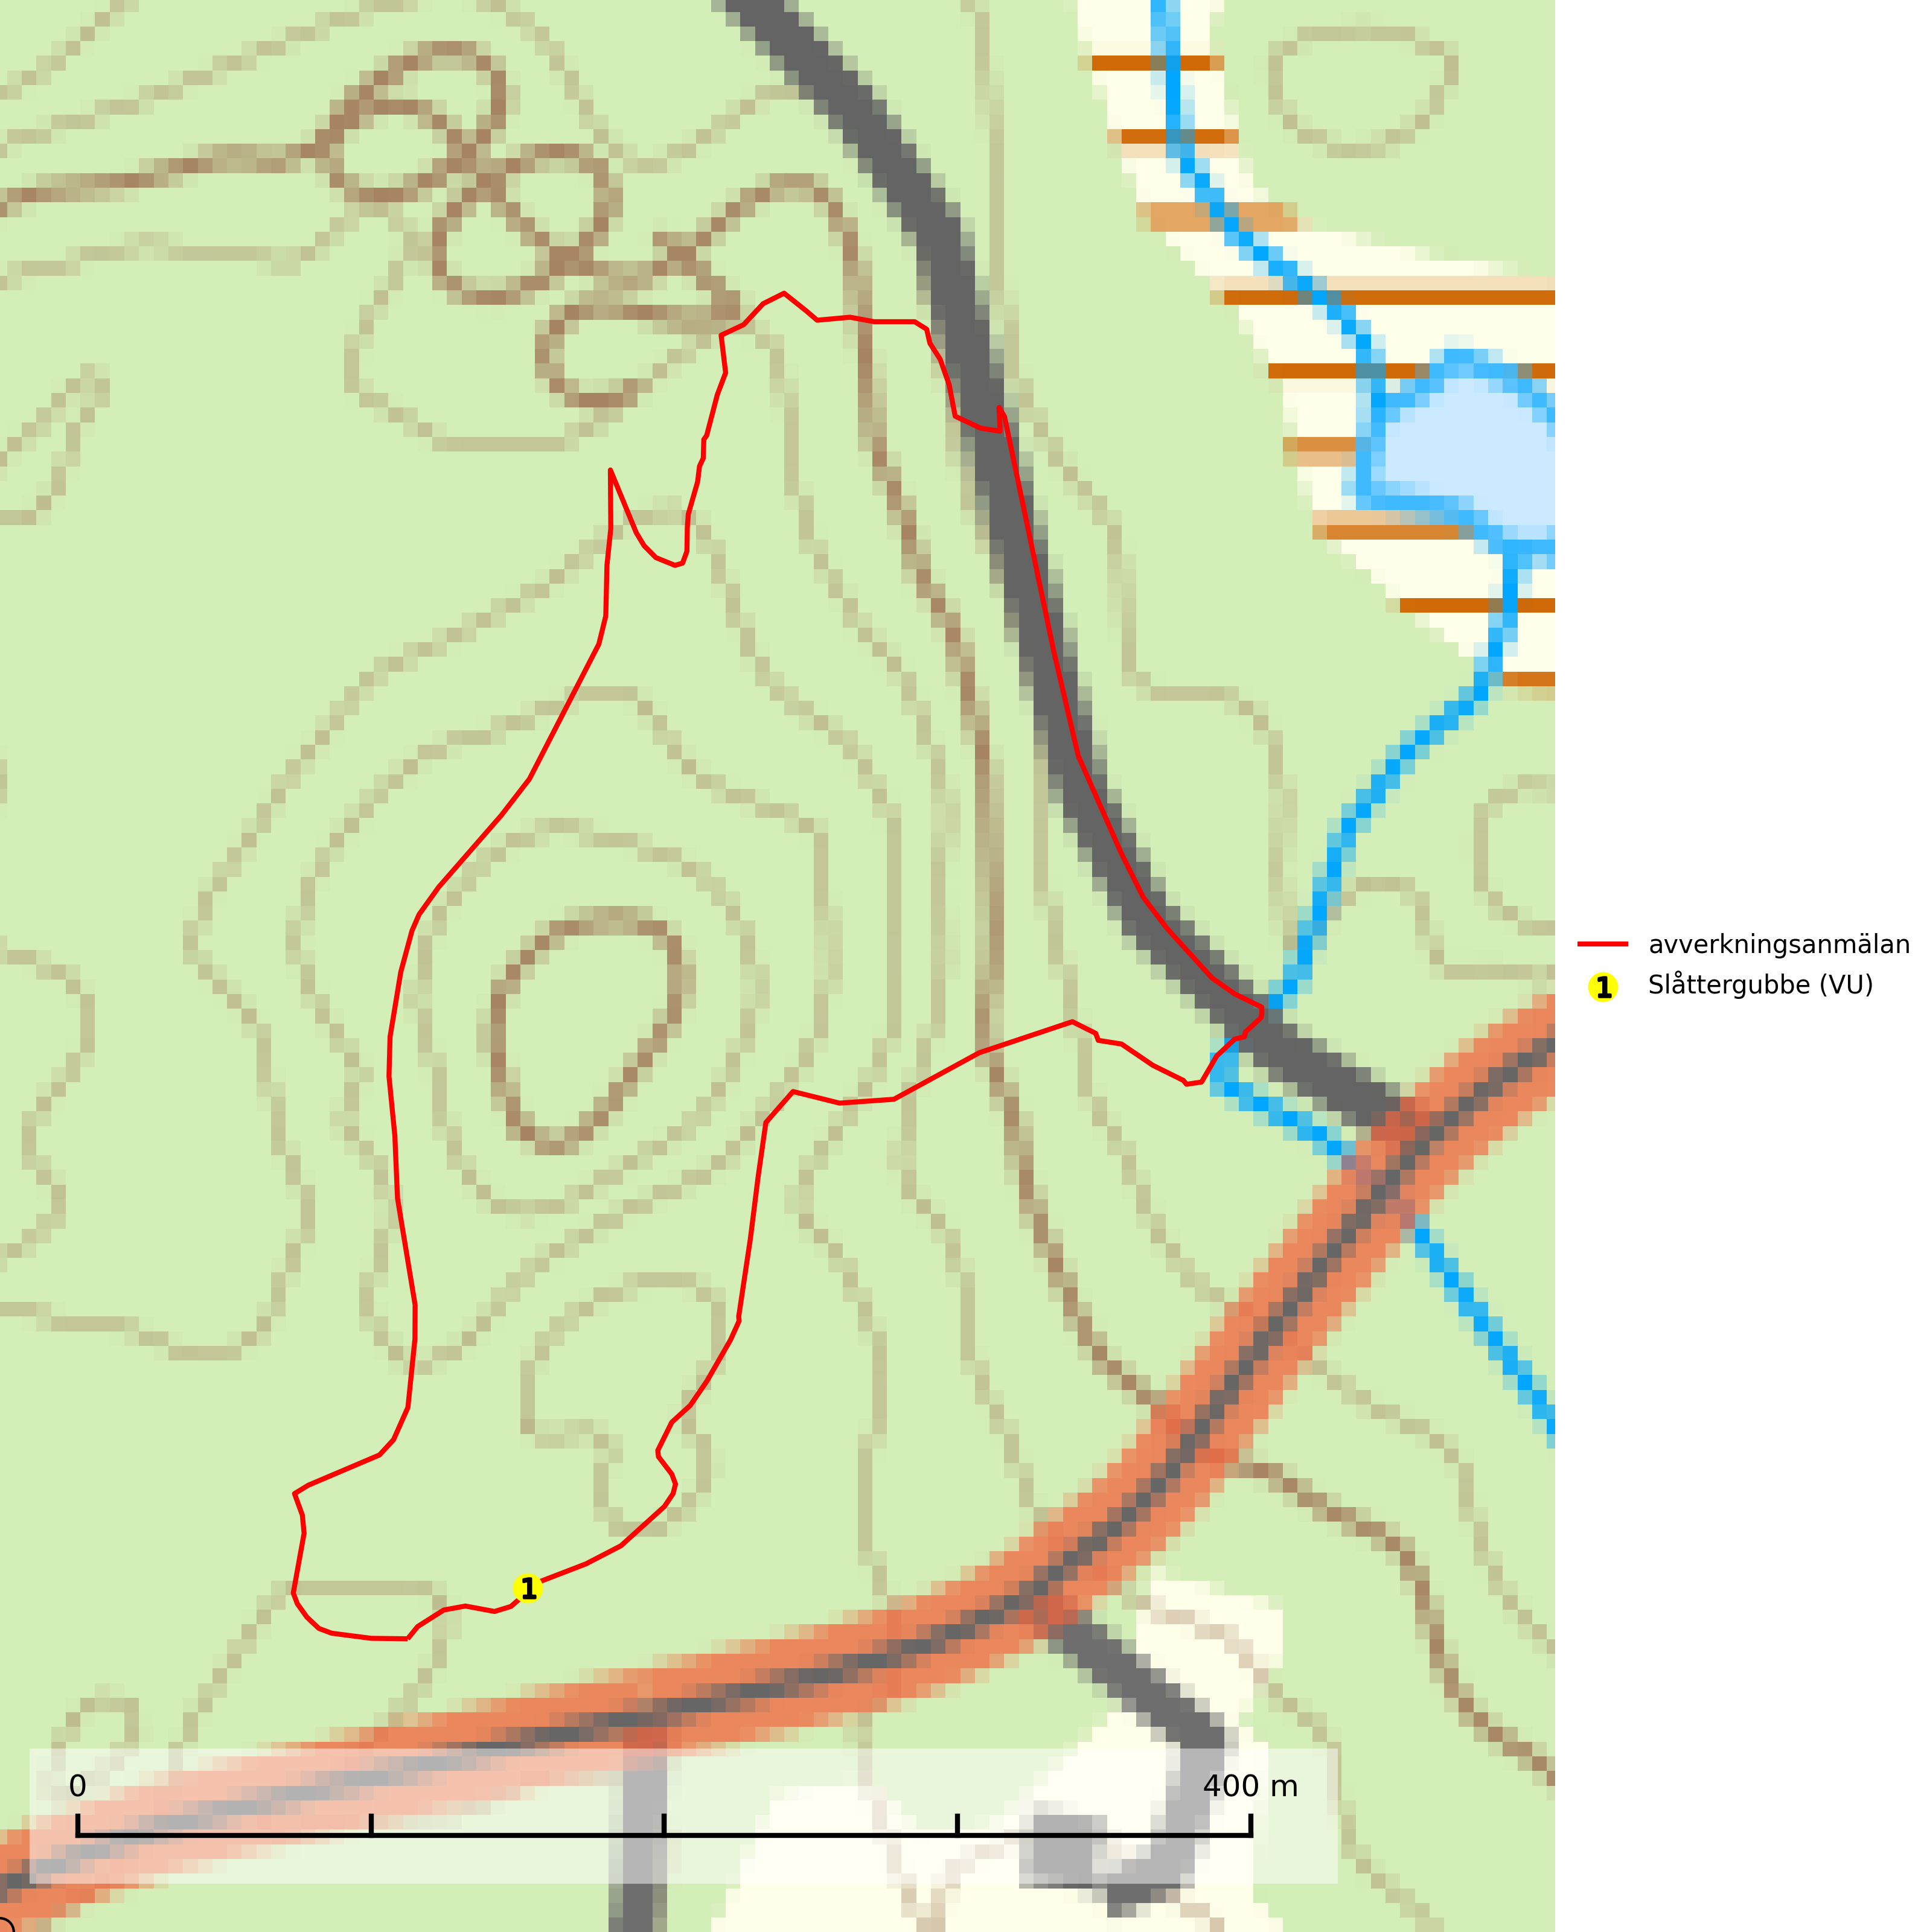 avverkningsanmälan
1 Slåttergubbe (VU)
1
0 400 m